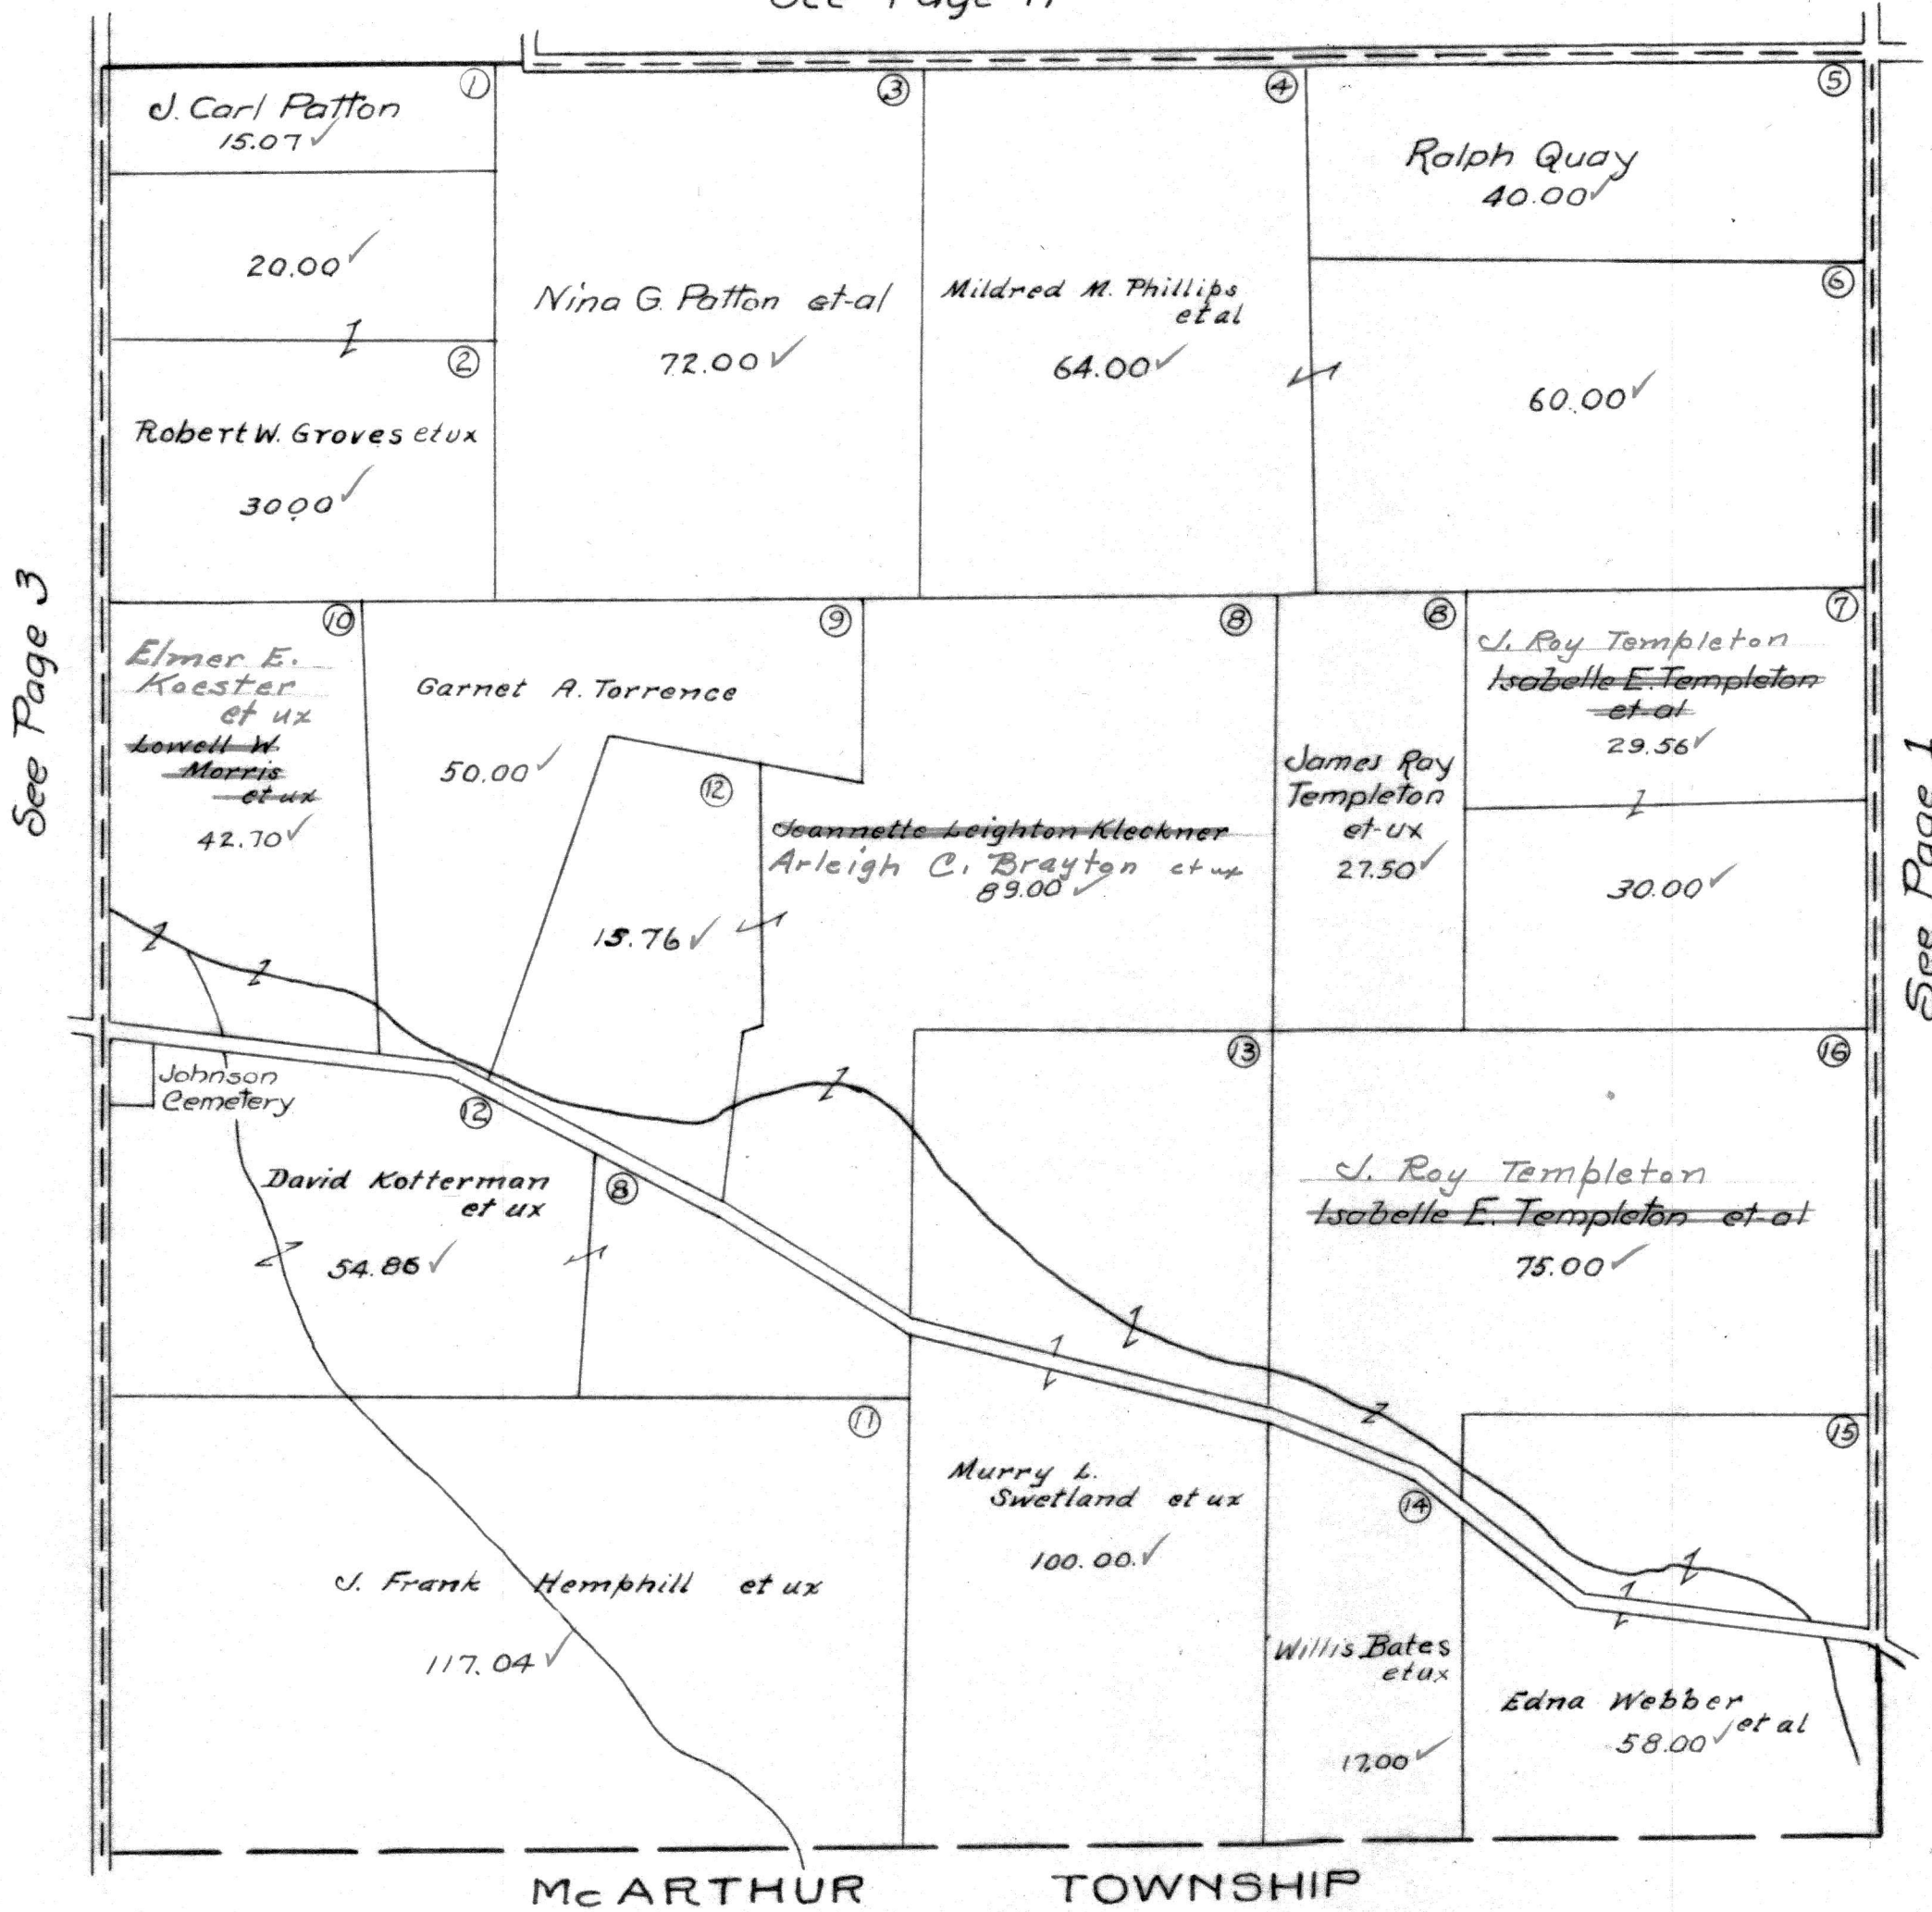 See Page 11
①
③
④
⑤
J. Carl Patton
15.07 ✓
Ralph Quay
40.00 ✓
20.00 ✓
⑥
Nina G. Patton et-al
72.00 ✓
Mildred M. Phillips
et al
64.00 ✓
60.00 ✓
②
Robert W. Groves et ux
30.00 ✓
See Page 3
⑩
⑨
⑧
⑧
⑦
Elmer E.
Koester
et ux
Lowell W.
Morris
et ux
42.70 ✓
Garnet A. Torrence
50.00 ✓
⑫
15.76 ✓
Jeannette Leighton Kleckner
Arleigh C. Brayton et ux
89.00 ✓
James Roy
Templeton
et-ux
27.50 ✓
J. Roy Templeton
Isabelle E. Templeton
et-al
29.56 ✓
30.00 ✓
See Page 1
Johnson
Cemetery
⑫
⑧
⑬
⑯
David Kotterman
et ux
54.86 ✓
J. Roy Templeton
Isabelle E. Templeton et-al
75.00 ✓
⑪
⑮
⑭
Murry L.
Swetland et ux
100.00. ✓
J. Frank Hemphill et ux
117.04 ✓
Willis Bates
et ux
17.00 ✓
Edna Webber
et al
58.00 ✓
McARTHUR TOWNSHIP